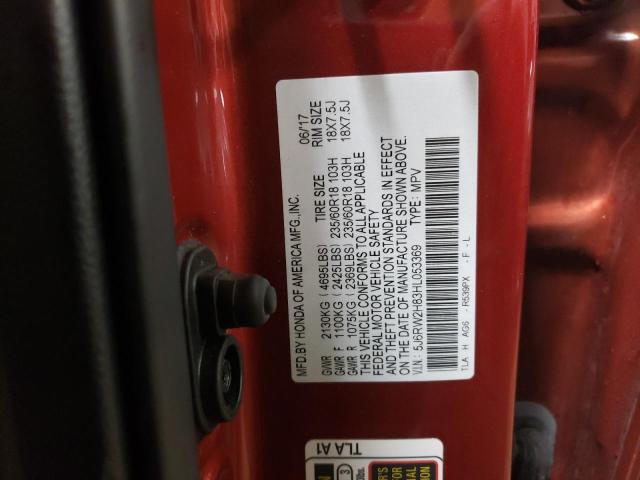 MFD.BY HONDA OF AMERICA MFG.,INC. 06/'17
TIRE SIZE RIM SIZE
GVWR 2130KG ( 4695LBS)
GAWR F 1100KG ( 2425LBS) 235/60R18 103H 18X7.5J
GAWR R 1075KG ( 2369LBS) 235/60R18 103H 18X7.5J
THIS VEHICLE CONFORMS TO ALL APPLICABLE
FEDERAL MOTOR VEHICLE SAFETY
AND THEFT PREVENTION STANDARDS IN EFFECT
ON THE DATE OF MANUFACTURE SHOWN ABOVE.
V.I.N.: 5J6RW2H83HL053369 TYPE: MPV
TLA H AG6 - R539PX - F - L
TLA A1
3